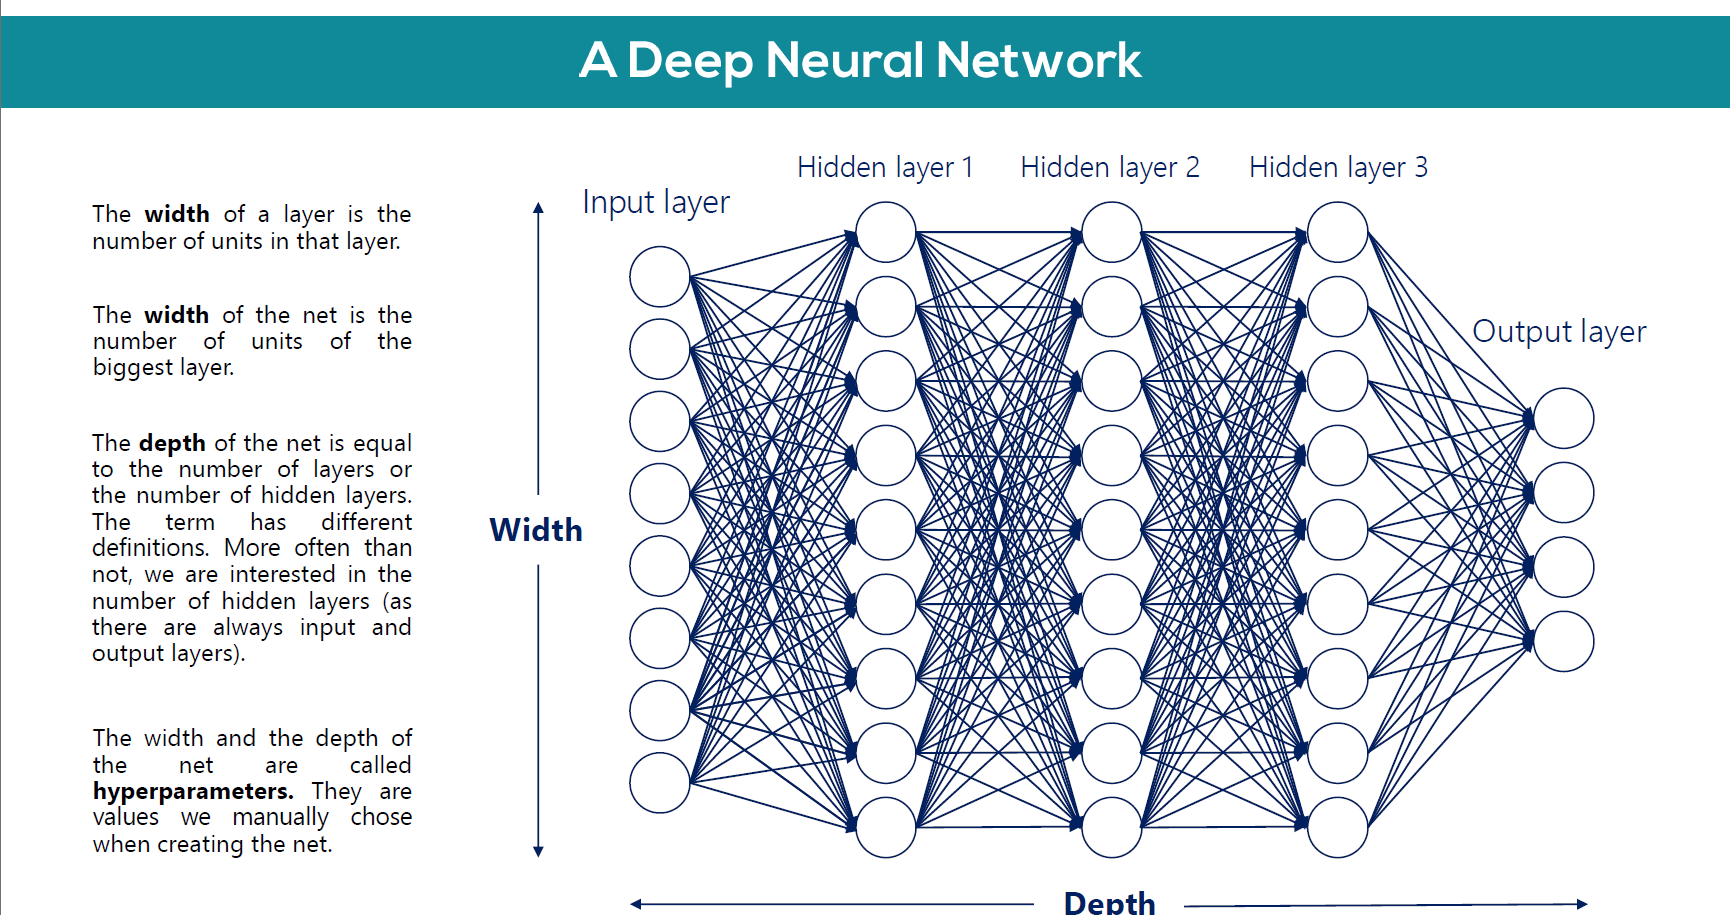 A Deep Neural Network
The width of a layer is the
number of units in that layer.
The width of the net is the
number of units of the
biggest layer.
The depth of the net is equal
to the number of layers or
the number of hidden layers.
The term has different
definitions. More often than
not, we are interested in the
number of hidden layers (as
there are always input and
output layers).
The width and the depth of
the net are called
hyperparameters. They are
values we manually chose
when creating the net.
Width
Input layer
Hidden layer 1
Hidden layer 2
Hidden layer 3
Output layer
Depth